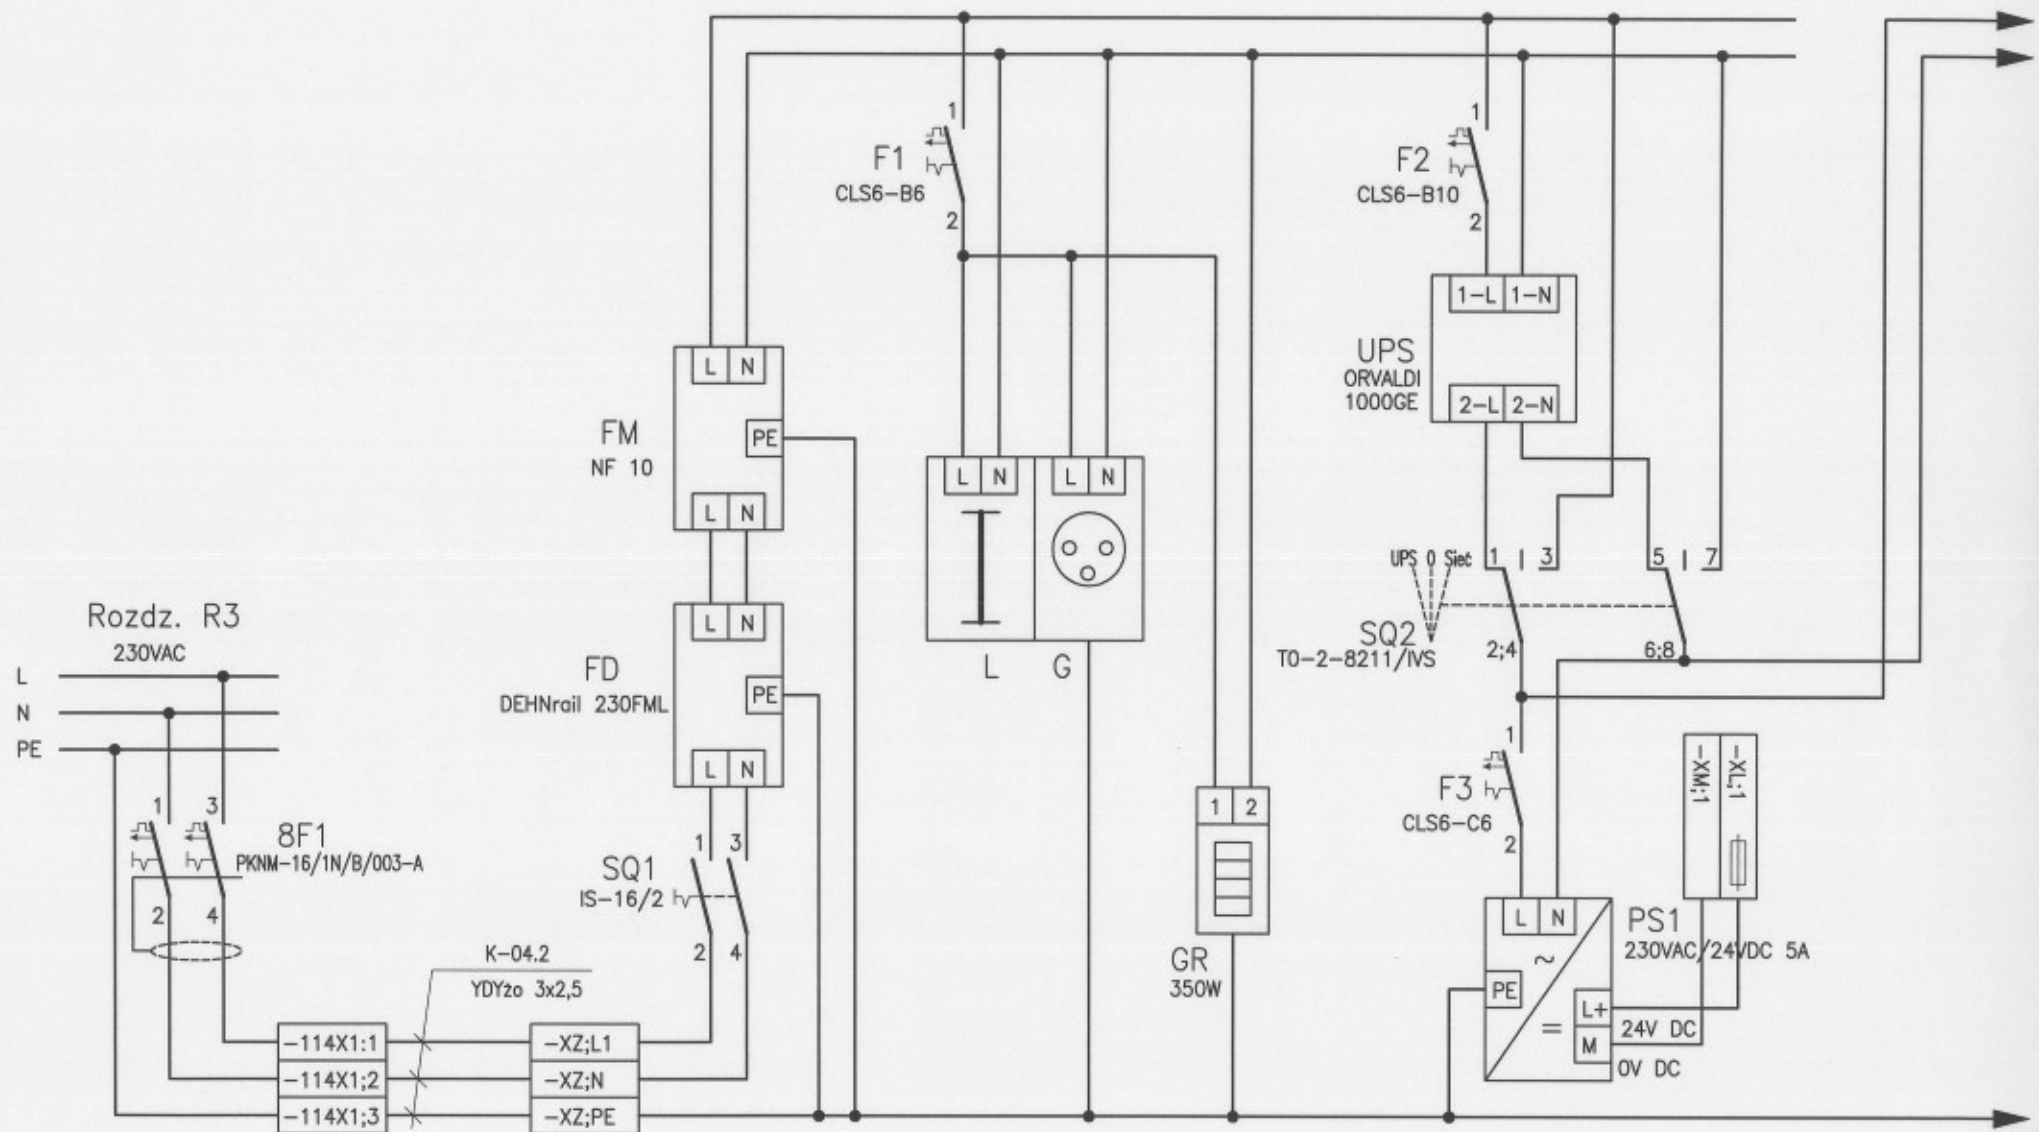 1
F1
CLS6-B6
2
1
F2
CLS6-B10
2
1-L 1-N
UPS
ORVALDI
1000GE
2-L 2-N
L N
FM
NF 10
PE
L N
L N L N
L G
UPS 0 Sieć
1 3
5 7
SQ2
TO-2-8211/IVS
2;4
6;8
L N
FD
DEHNrail 230FML
PE
L N
Rozdz. R3
230VAC
L
N
PE
1 3
8F1
PKNM-16/1N/B/003-A
2 4
1 3
SQ1
IS-16/2
2 4
1 2
GR
350W
1
F3
CLS6-C6
2
-XM;1
-XL;1
L N
PS1
230VAC/24VDC 5A
~
PE
=
L+
24V DC
M
0V DC
K-04.2
YDYżo 3x2,5
-114X1:1
-XZ;L1
-114X1;2
-XZ;N
-114X1;3
-XZ;PE